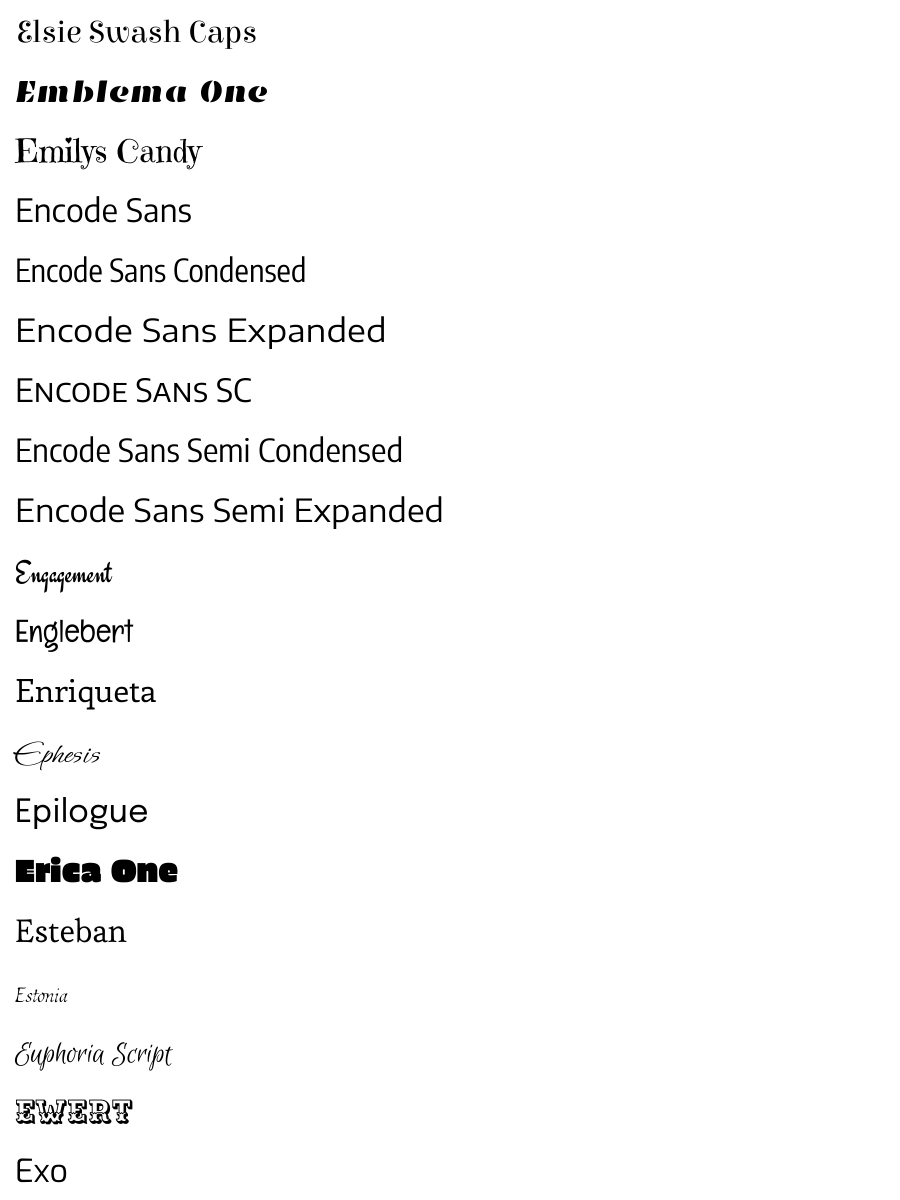 Elsie Swash Caps
Emblema One
Emilys Candy
Encode Sans
Encode Sans Condensed
Encode Sans Expanded
Encode Sans SC
Encode Sans Semi Condensed
Encode Sans Semi Expanded
Engagement
Englebert
Enriqueta
Ephesis
Epilogue
Erica One
Esteban
Estonia
Euphoria Script
EWERT
Exo